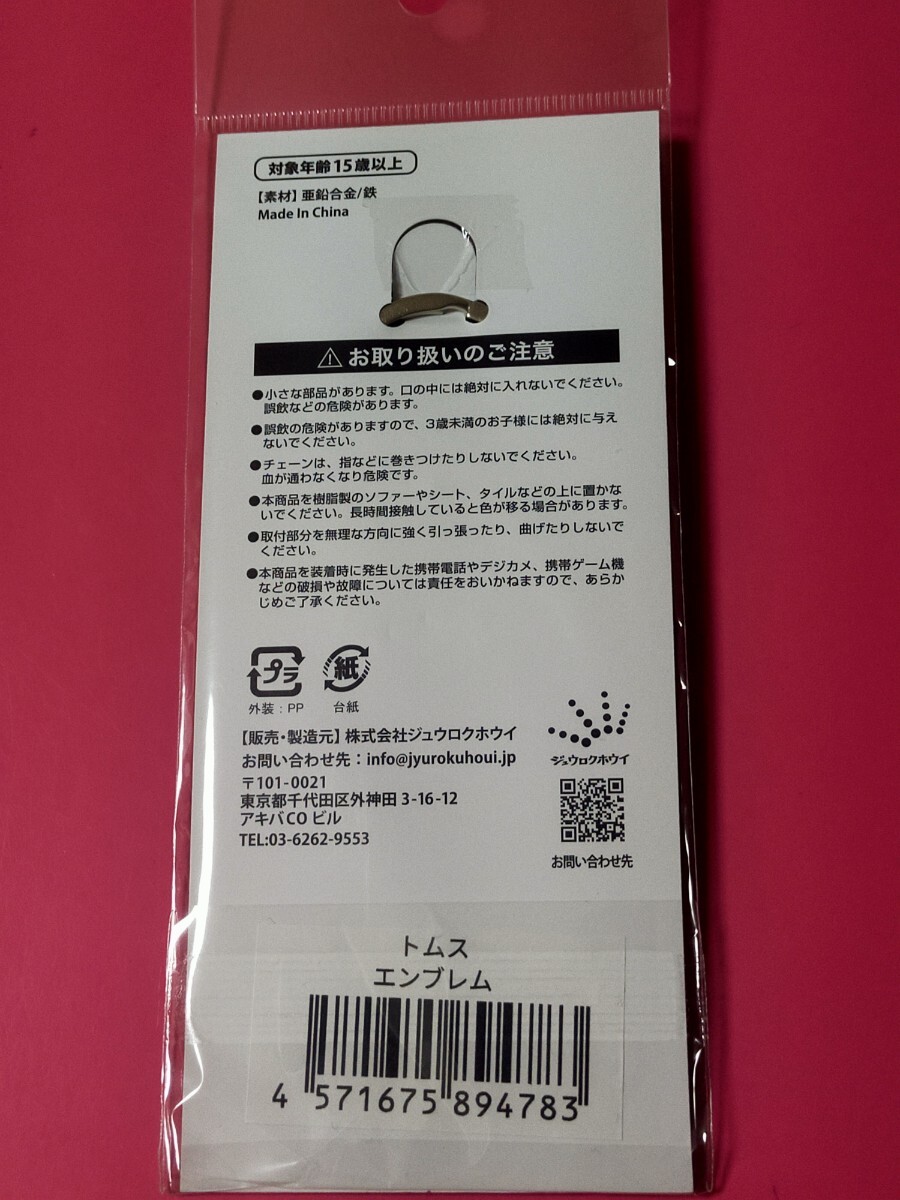 対象年齢15歳以上
【素材】亜鉛合金/鉄
Made In China
⚠お取り扱いのご注意
●小さな部品があります。口の中には絶対に入れないでください。
誤飲などの危険があります。
●誤飲の危険がありますので、3歳未満のお子様には絶対に与え
ないでください。
●チェーンは、指などに巻きつけたりしないでください。
血が通わなくなり危険です。
●本商品を樹脂製のソファーやシート、タイルなどの上に置かな
いでください。長時間接触していると色が移る場合があります。
●取付部分を無理な方向に強く引っ張ったり、曲げたりしないで
ください。
●本商品を装着時に発生した携帯電話やデジカメ、携帯ゲーム機
などの破損や故障については責任をおいかねますので、あらか
じめご了承ください。
プラ
紙
外装:PP
台紙
【販売・製造元】株式会社ジュウロクホウイ
お問い合わせ先:info@jyurokuhoui.jp
〒101-0021
東京都千代田区外神田3-16-12
アキバCOビル
TEL:03-6262-9553
ジュウロクホウイ
お問い合わせ先
トムス
エンブレム
4 571675 894783